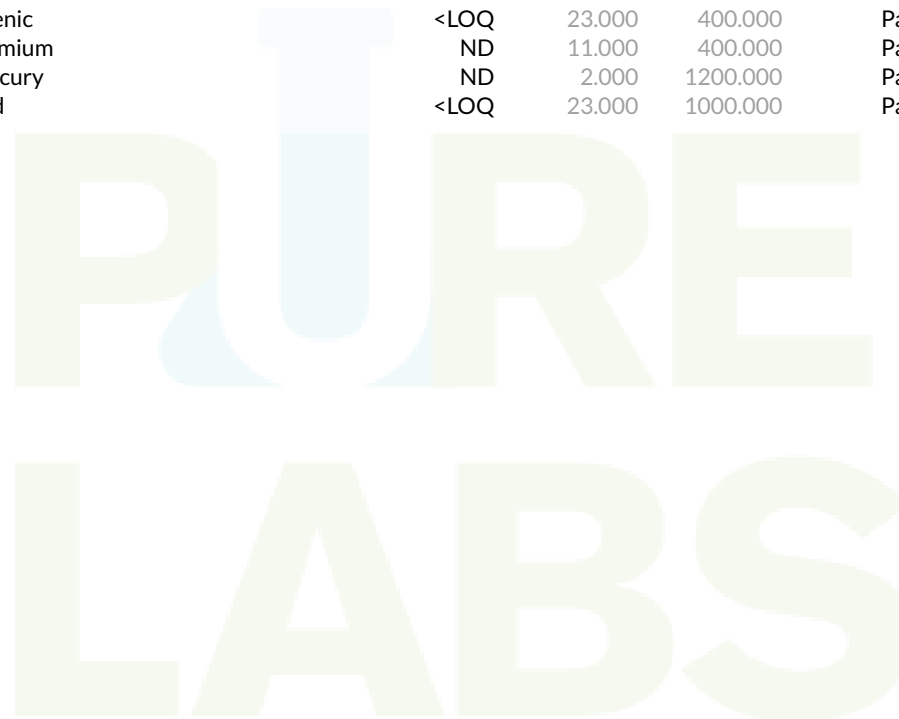 enic <LOQ 23.000 400.000 Pa
mium ND 11.000 400.000 Pa
cury ND 2.000 1200.000 Pa
d <LOQ 23.000 1000.000 Pa
PURE
LABS